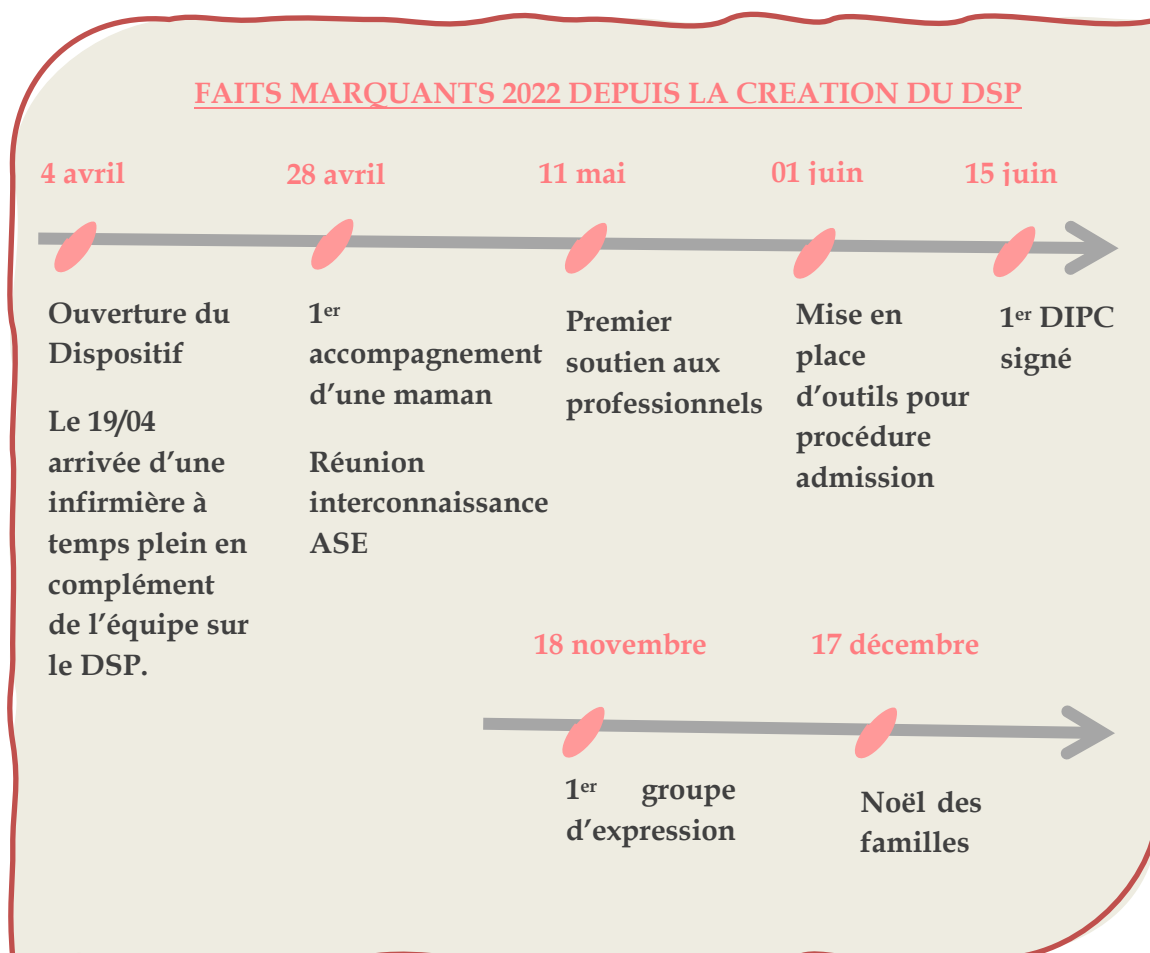 FAITS MARQUANTS 2022 DEPUIS LA CREATION DU DSP
4 avril
28 avril
11 mai
01 juin
15 juin
Ouverture du
Dispositif
Le 19/04
arrivée d’une
infirmière à
temps plein en
complément
de l’équipe sur
le DSP.
1er
accompagnement
d’une maman
Réunion
interconnaissance
ASE
Premier
soutien aux
professionnels
Mise en
place
d’outils pour
procédure
admission
1er DIPC
signé
18 novembre
17 décembre
1er groupe
d’expression
Noël des
familles